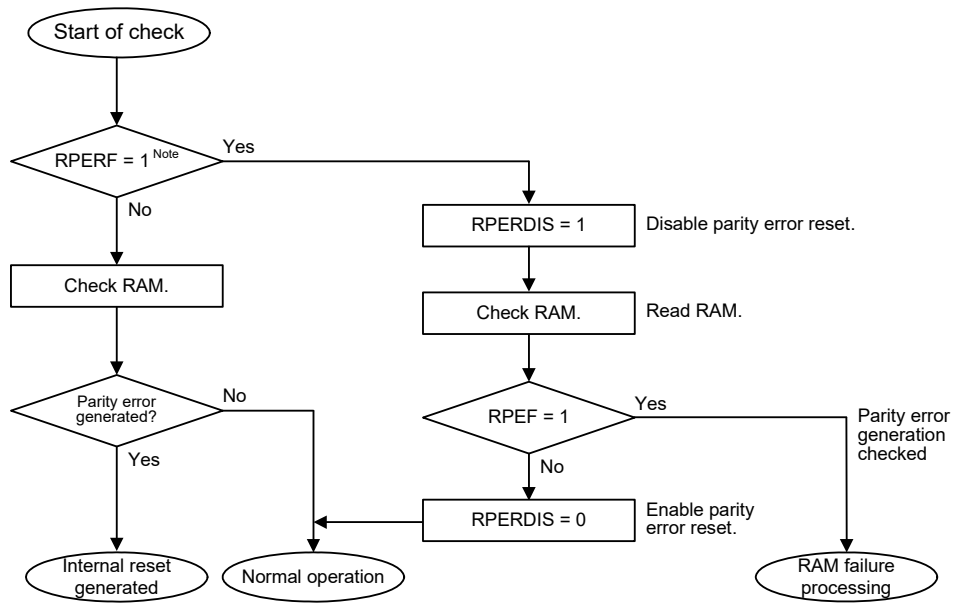 Start of check
RPERF = 1 Note
Yes
No
RPERDIS = 1
Disable parity error reset.
Check RAM.
Check RAM.
Read RAM.
Parity error
generated?
No
Yes
RPEF = 1
Yes
No
Parity error
generation
checked
RPERDIS = 0
Enable parity
error reset.
Internal reset
generated
Normal operation
RAM failure
processing